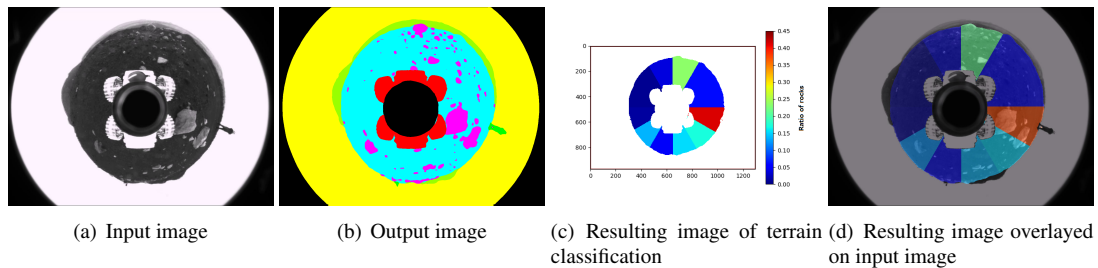 0.45
0.40
0.35
0.30
0.25
0.20
0.15
0.10
0.05
0.00
Ratio of rocks
0
200
400
600
800
0 200 400 600 800 1000 1200
(a) Input image
(b) Output image
(c) Resulting image of terrain
classification
(d) Resulting image overlayed
on input image